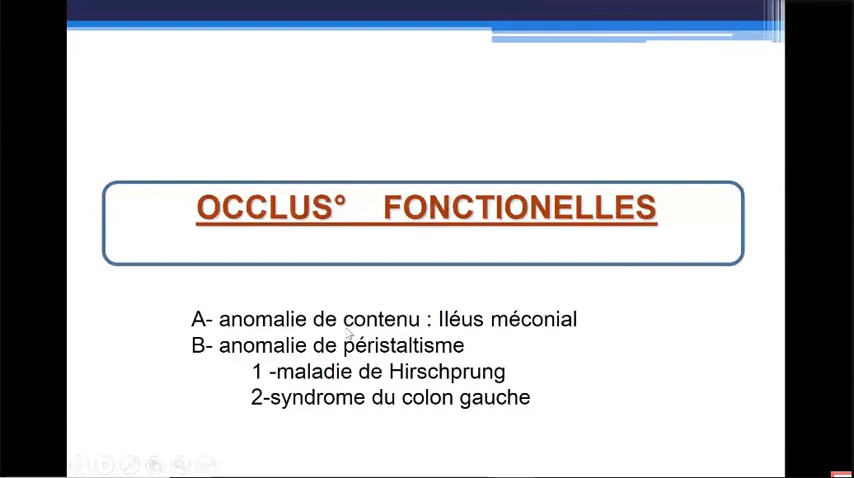 OCCLUS° FONCTIONELLES
A- anomalie de contenu : Iléus méconial
B- anomalie de péristaltisme
1 -maladie de Hirschprung
2-syndrome du colon gauche